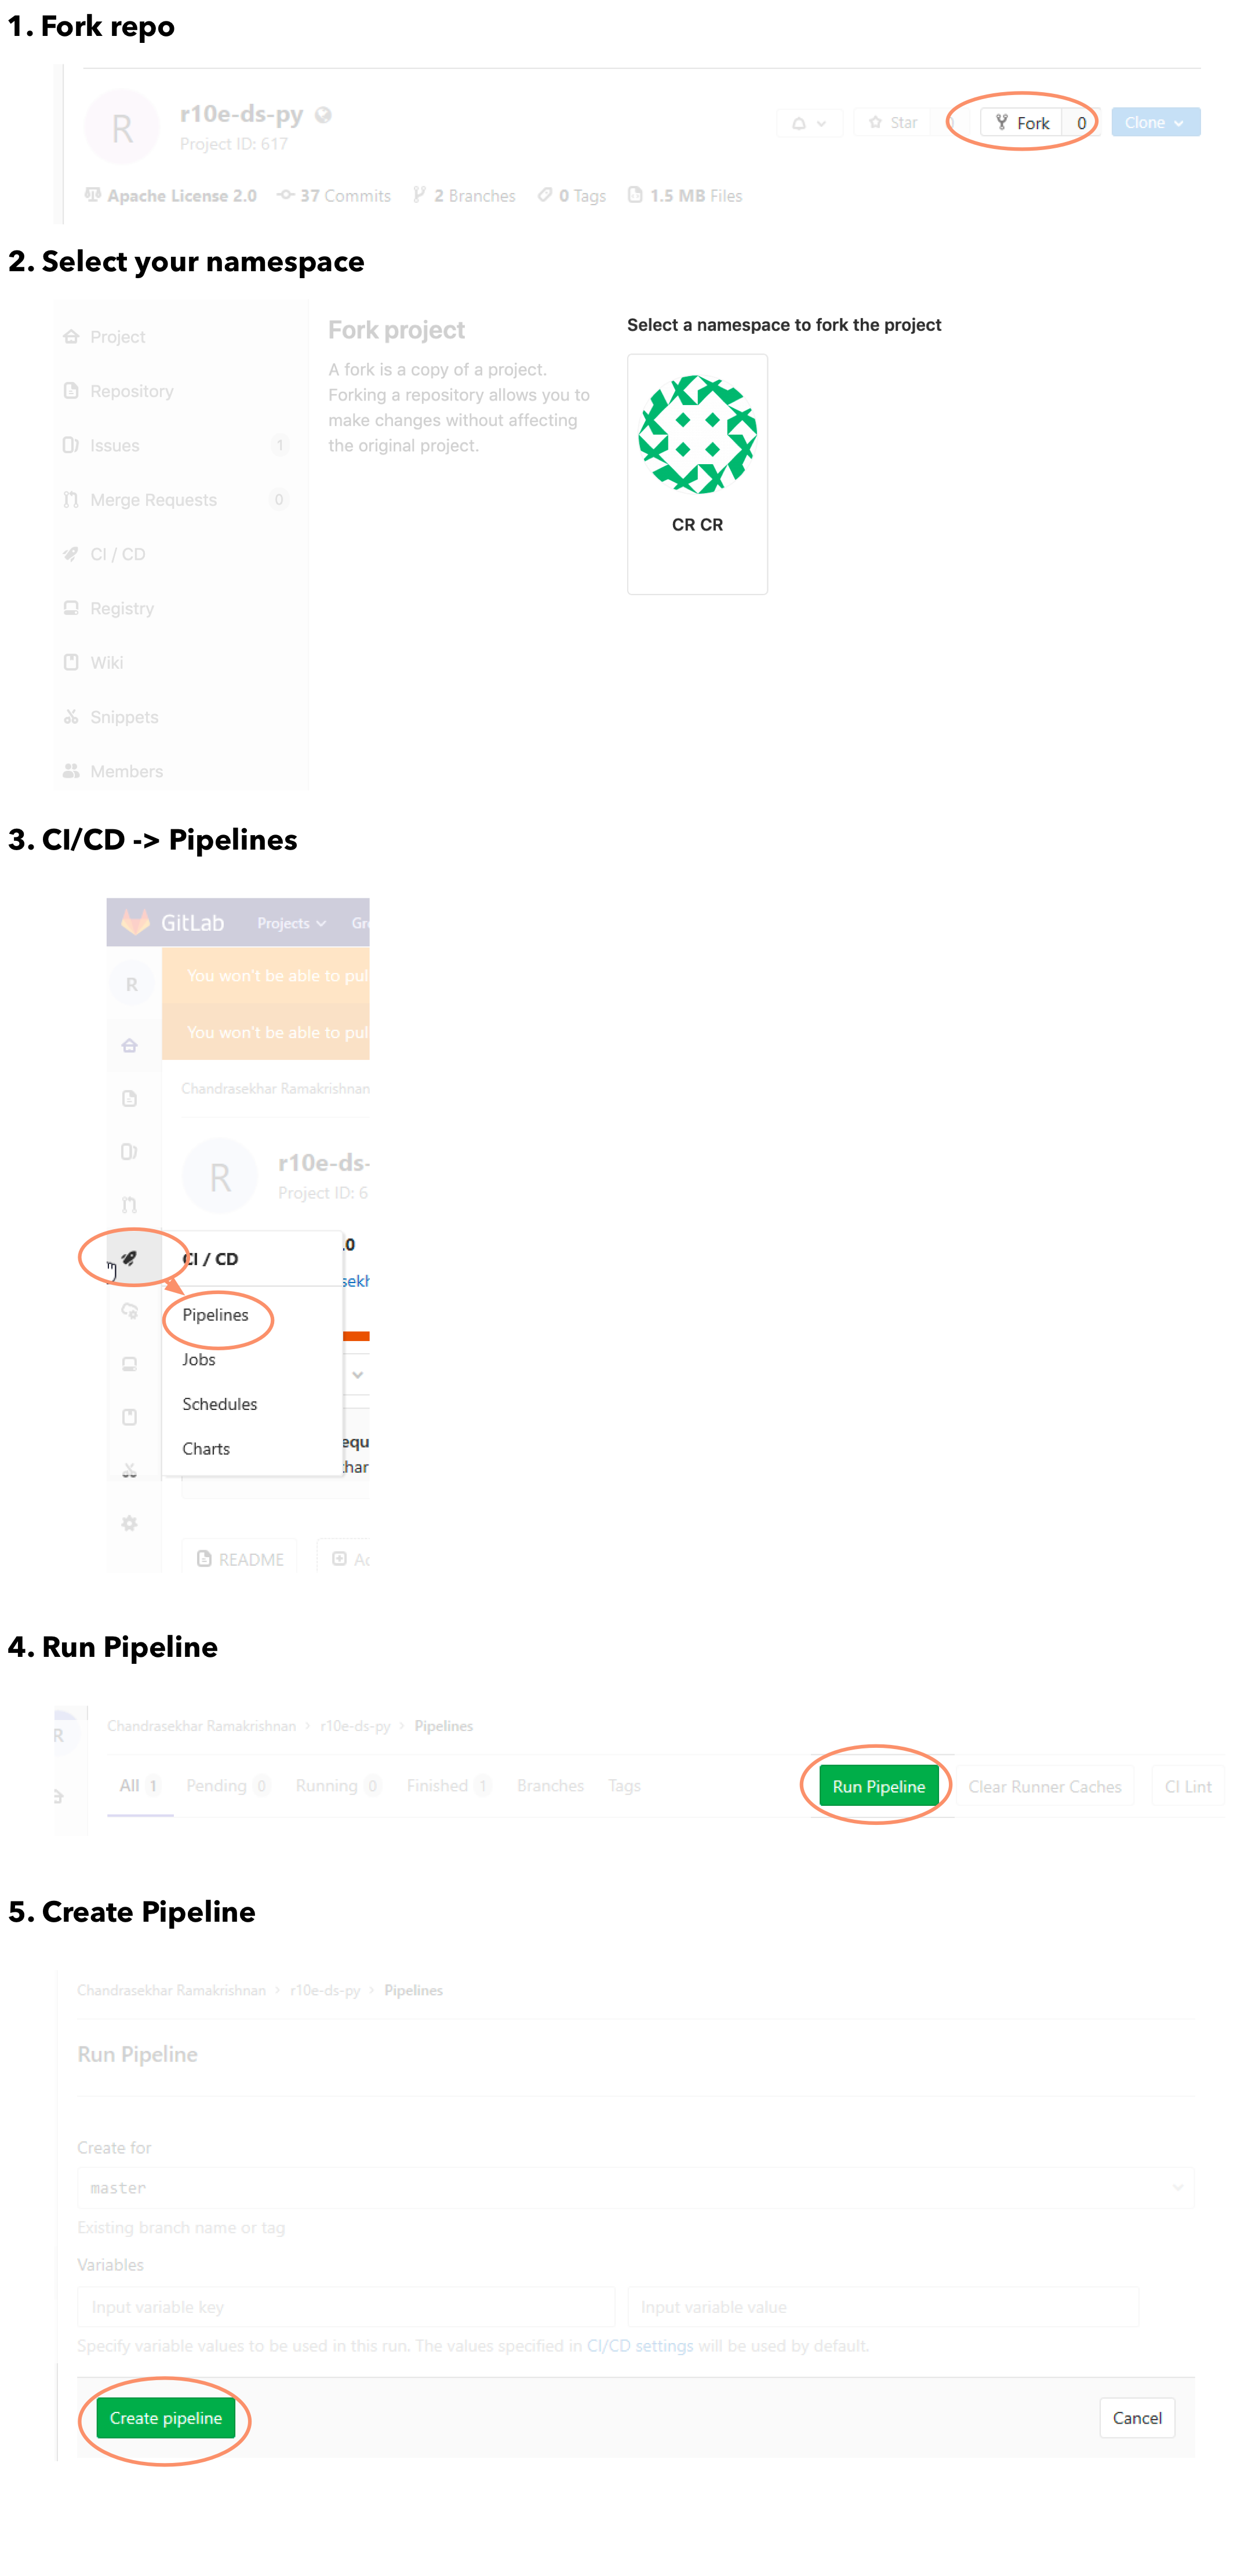 1. Fork repo
R
r10e-ds-py
Project ID: 617
Star
Fork 0
Clone
Apache License 2.0 37 Commits 2 Branches 0 Tags 1.5 MB Files
2. Select your namespace
Project
Repository
Issues 1
Merge Requests 0
CI / CD
Registry
Wiki
Snippets
Members
Fork project
A fork is a copy of a project.
Forking a repository allows you to
make changes without affecting
the original project.
Select a namespace to fork the project
CR CR
3. CI/CD -> Pipelines
GitLab Projects Gr
R
You won't be able to pul
You won't be able to pul
Chandrasekhar Ramakrishnan
R
r10e-ds-
Project ID: 6
CI / CD
.0
sekh
Pipelines
Jobs
Schedules
Charts
equ
har
README
Ad
4. Run Pipeline
R
Chandrasekhar Ramakrishnan > r10e-ds-py > Pipelines
All 1 Pending 0 Running 0 Finished 1 Branches Tags
Run Pipeline Clear Runner Caches CI Lint
5. Create Pipeline
Chandrasekhar Ramakrishnan > r10e-ds-py > Pipelines
Run Pipeline
Create for
master
Existing branch name or tag
Variables
Input variable key Input variable value
Specify variable values to be used in this run. The values specified in CI/CD settings will be used by default.
Create pipeline Cancel